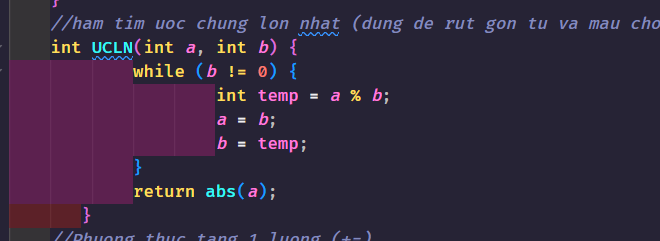 }
//ham tim uoc chung lon nhat (dung de rut gon tu va mau cho
int UCLN(int a, int b) {
while (b != 0) {
int temp = a % b;
a = b;
b = temp;
}
return abs(a);
}
//Phuong thuc tang 1 luong (+=)